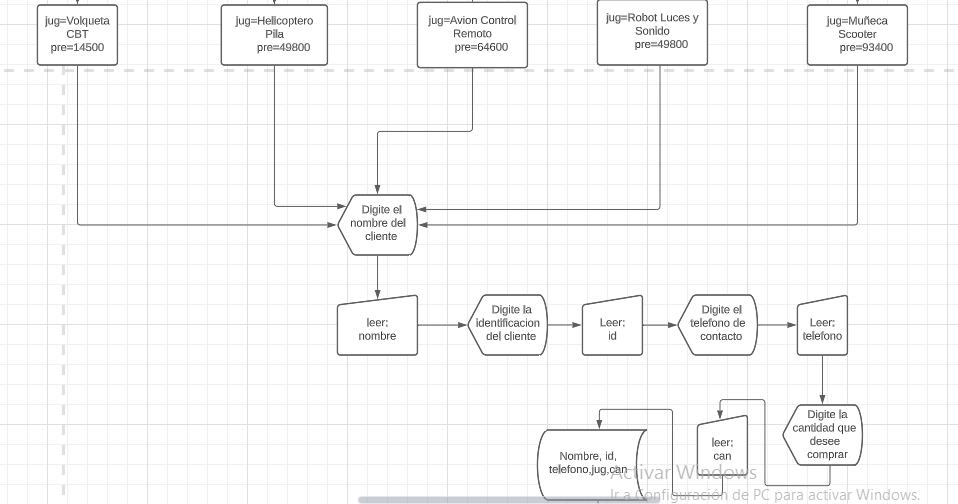 jug=Volqueta
CBT
pre=14500
jug=Helicoptero
Pila
pre=49800
jug=Avion Control
Remoto
pre=64600
jug=Robot Luces y
Sonido
pre=49800
jug=Muñeca
Scooter
pre=93400
Digite el
nombre del
cliente
leer:
nombre
Digite la
identificacion
del cliente
Leer:
id
Digite el
telefono de
contacto
Leer:
telefono
Digite la
cantidad que
desee
comprar
leer:
can
Nombre, id,
telefono,jug,can
Activar Windows
Ir a Configuración de PC para activar Windows.